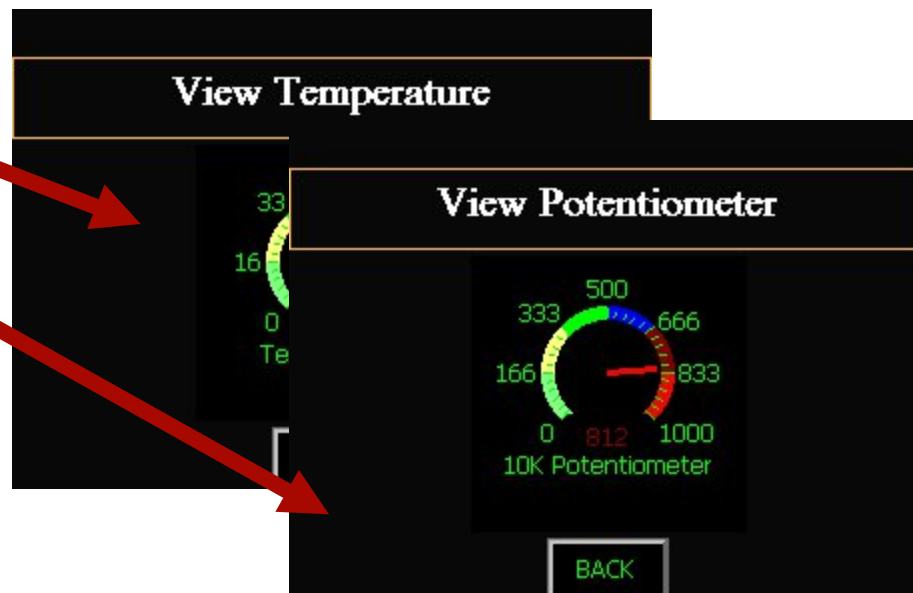 View Temperature
33
16
0
Te
View Potentiometer
500
333 666
166 833
0 812 1000
10K Potentiometer
BACK